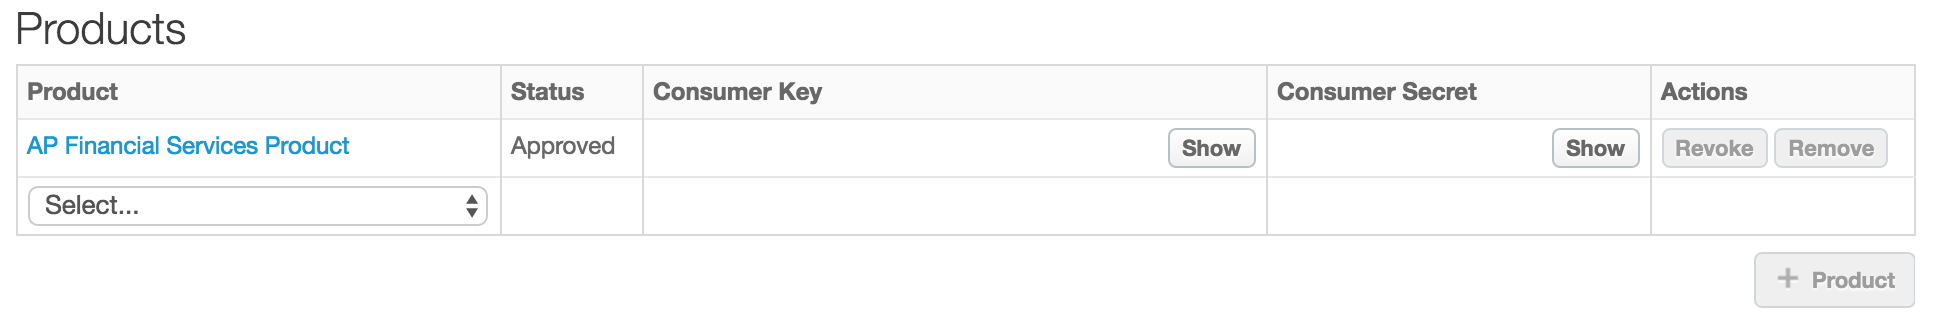 Products
Product Status Consumer Key Consumer Secret Actions
AP Financial Services Product Approved Show Show Revoke Remove
Select...
+ Product